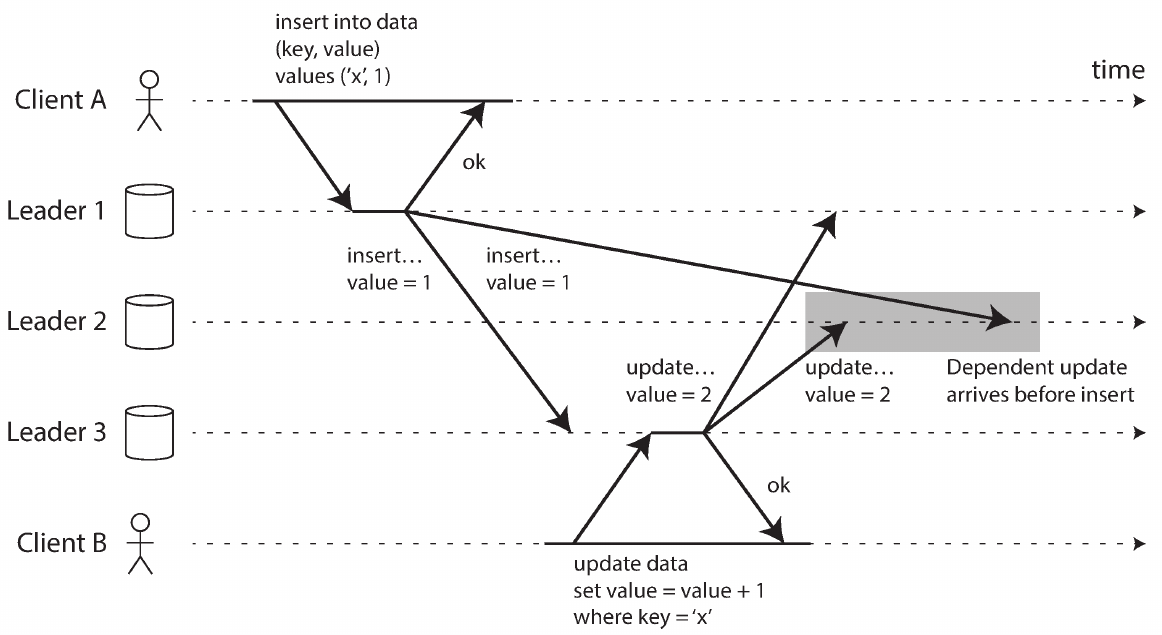 insert into data
(key, value)
values (‘x’, 1)
time
Client A
ok
Leader 1
insert…
value = 1
insert…
value = 1
Leader 2
update…
value = 2
update…
value = 2
Dependent update
arrives before insert
Leader 3
ok
Client B
update data
set value = value + 1
where key = ‘x’